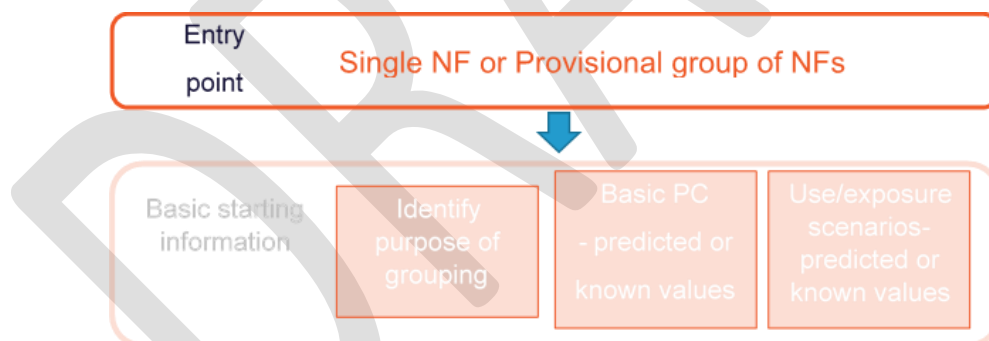 Entry
point
Single NF or Provisional group of NFs
Basic starting
information
Identify
purpose of
grouping
Basic PC
- predicted or
known values
Use/exposure
scenarios-
predicted or
known values